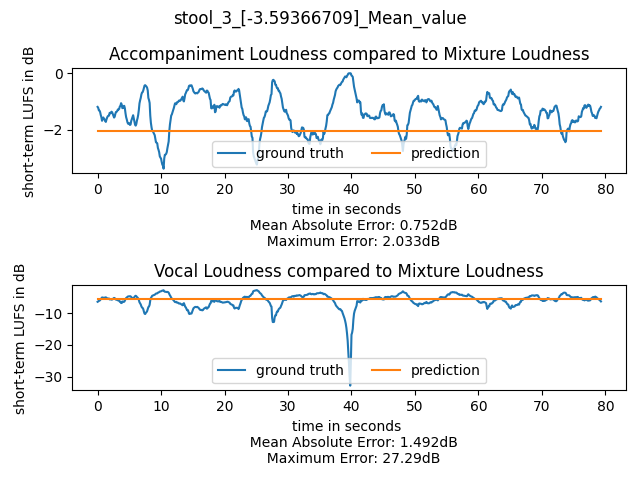 stool_3_[-3.59366709]_Mean_value
Accompaniment Loudness compared to Mixture Loudness
short-term LUFS in dB
0
−2
ground truth
prediction
0
10
20
30
40
50
60
70
80
time in seconds
Mean Absolute Error: 0.752dB
Maximum Error: 2.033dB
Vocal Loudness compared to Mixture Loudness
short-term LUFS in dB
−10
−20
−30
ground truth
prediction
0
10
20
30
40
50
60
70
80
time in seconds
Mean Absolute Error: 1.492dB
Maximum Error: 27.29dB